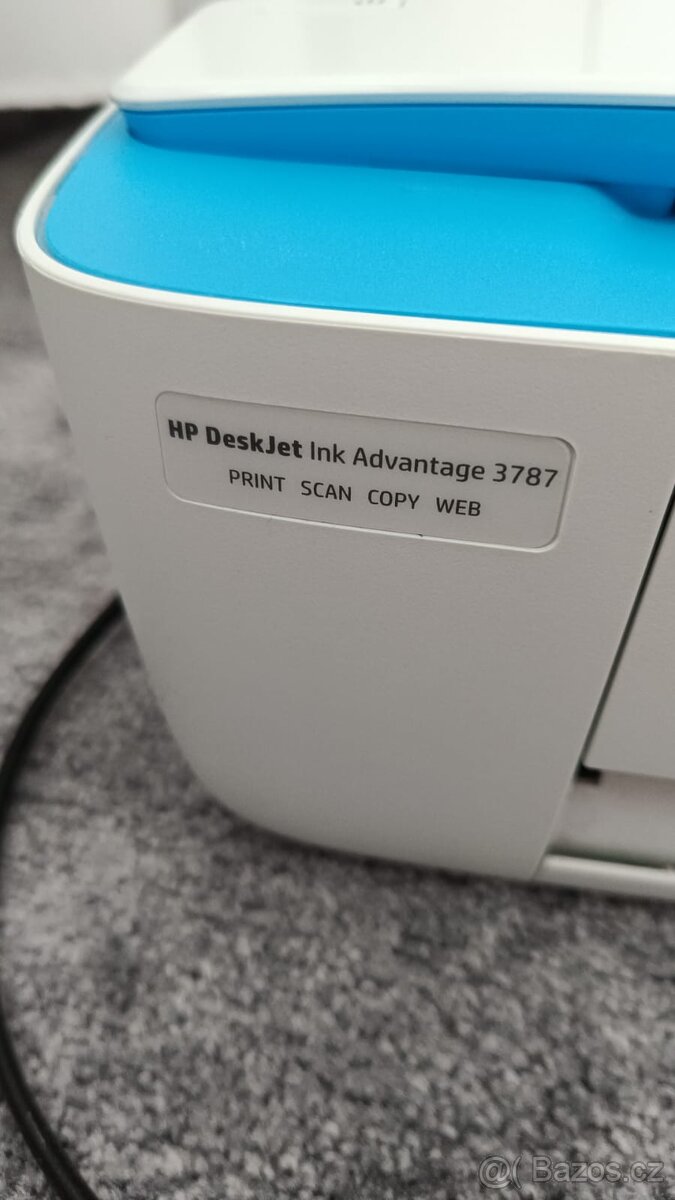 HP DeskJet Ink Advantage 3787
PRINT SCAN COPY WEB
@( Bazos.cz